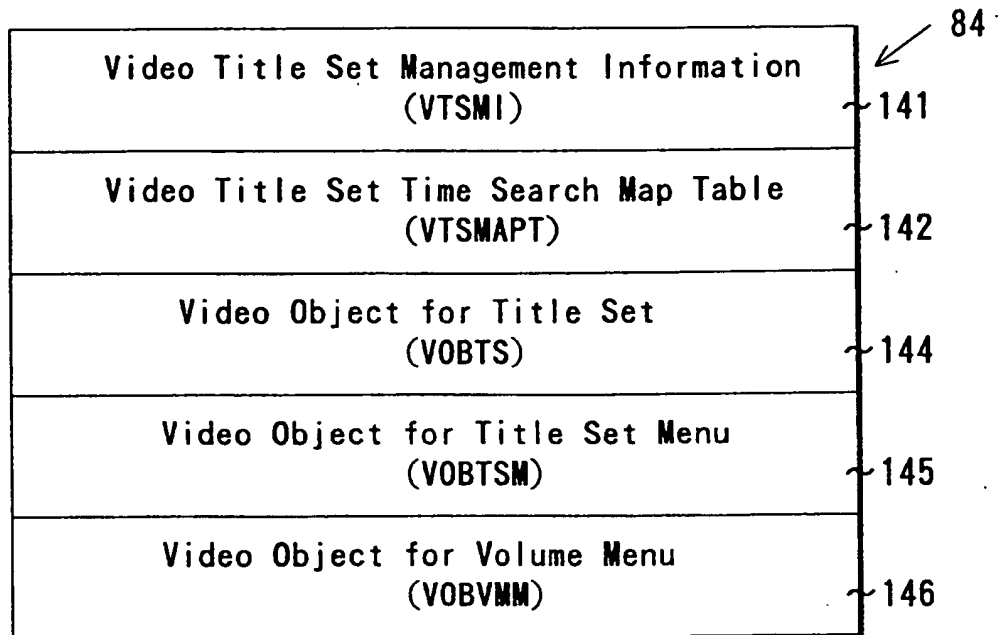 84
Video Title Set Management Information
(VTSMI)
141
Video Title Set Time Search Map Table
(VTSMAPT)
142
Video Object for Title Set
(VOBTS)
144
Video Object for Title Set Menu
(VOBTSM)
145
Video Object for Volume Menu
(VOBVMM)
146